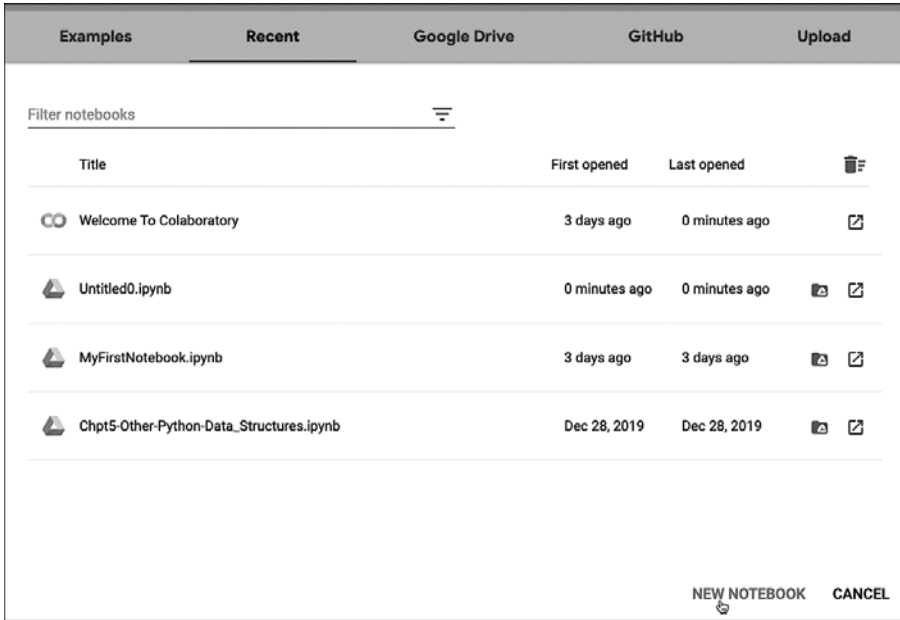 Examples Recent Google Drive GitHub Upload
Filter notebooks
Title First opened Last opened
Welcome To Colaboratory 3 days ago 0 minutes ago
Untitled0.ipynb 0 minutes ago 0 minutes ago
MyFirstNotebook.ipynb 3 days ago 3 days ago
Chpt5-Other-Python-Data_Structures.ipynb Dec 28, 2019 Dec 28, 2019
NEW NOTEBOOK CANCEL